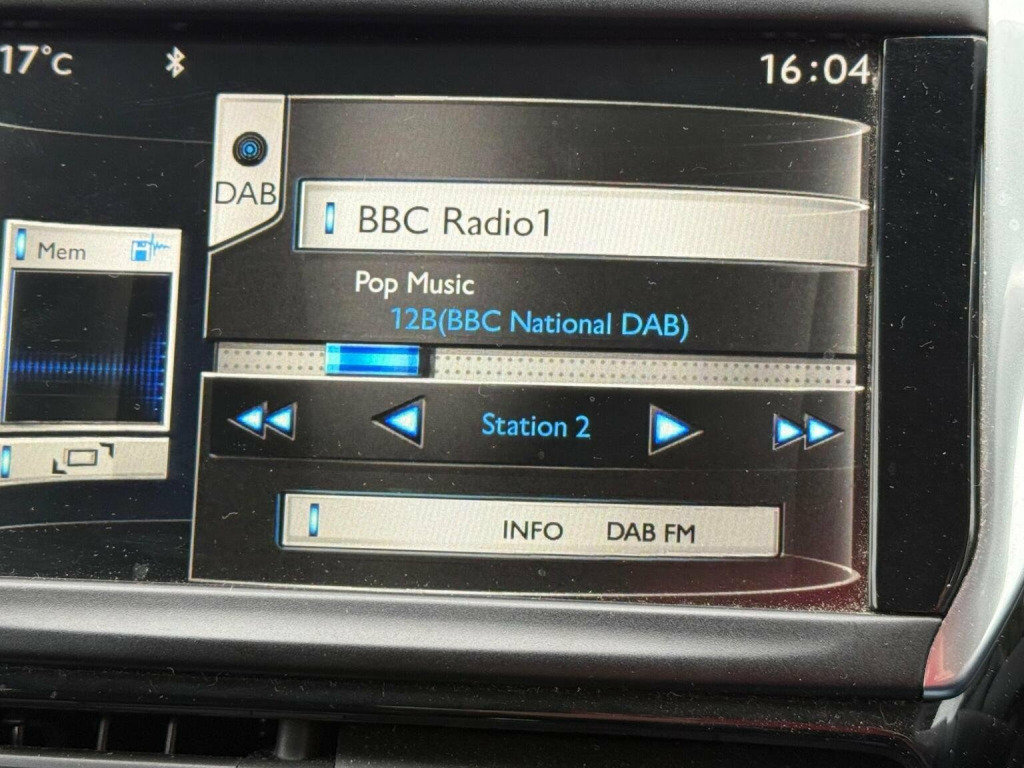 17°C
16:04
DAB
BBC Radio1
Mem
Pop Music
12B(BBC National DAB)
Station 2
INFO DAB FM